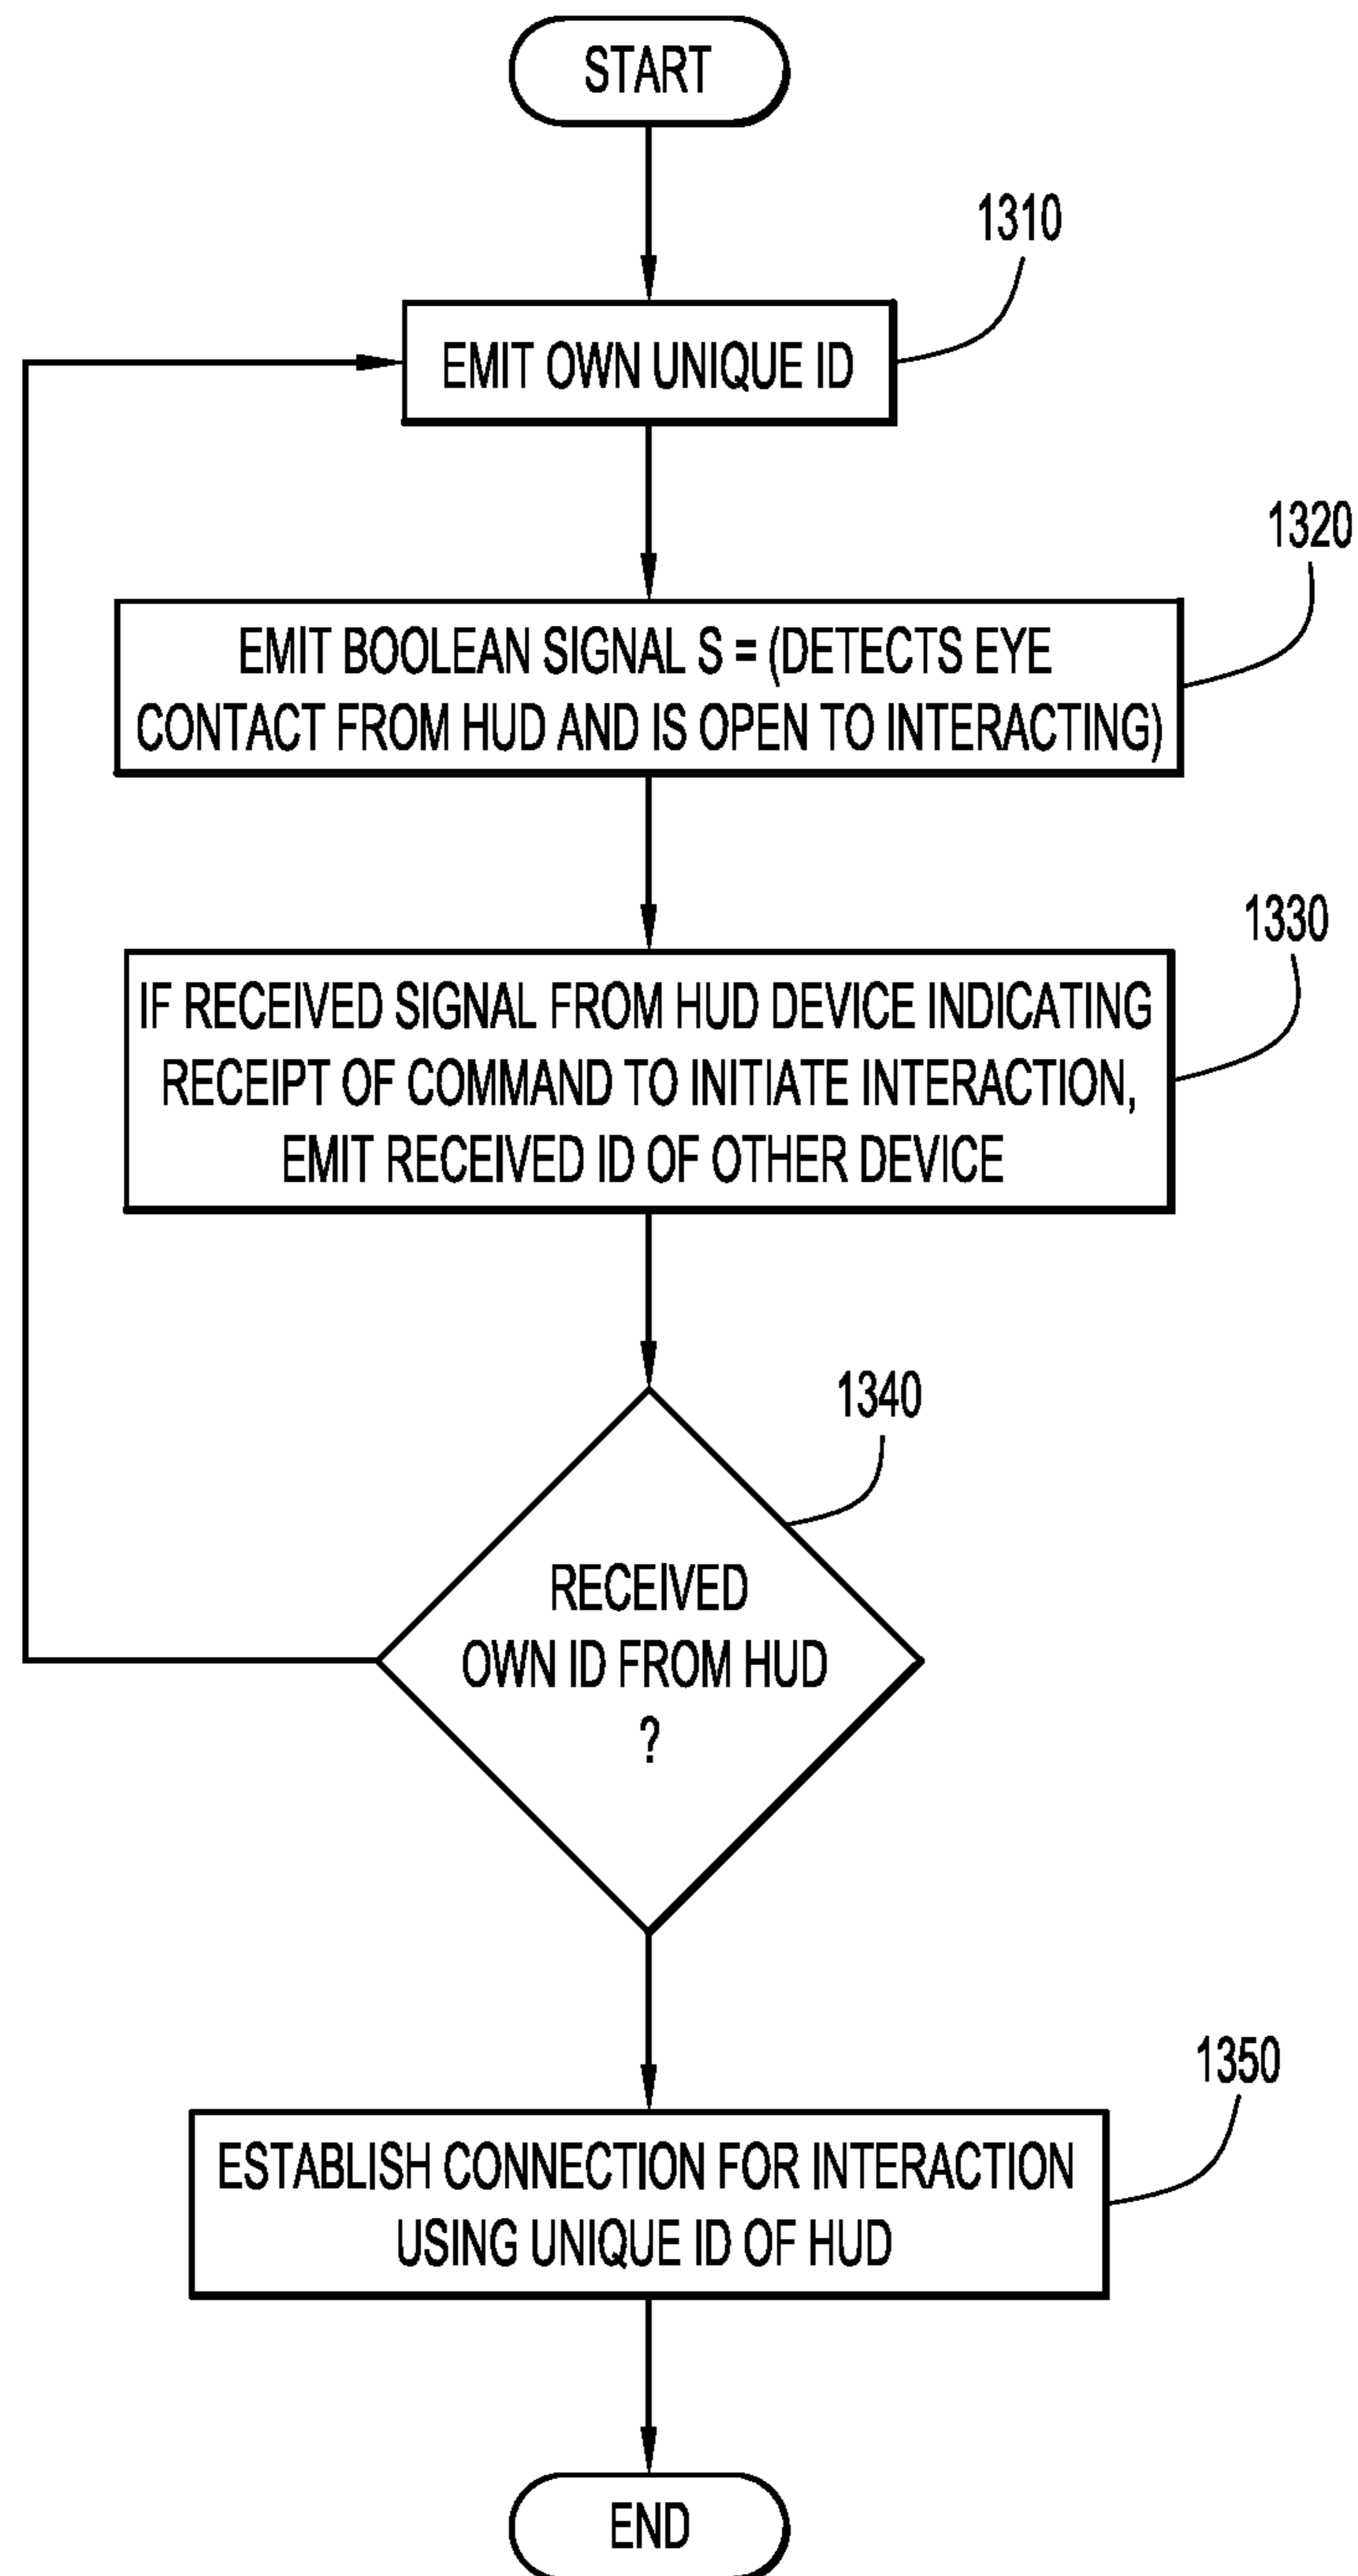 START
1310
EMIT OWN UNIQUE ID
1320
EMIT BOOLEAN SIGNAL S = (DETECTS EYE
CONTACT FROM HUD AND IS OPEN TO INTERACTING)
1330
IF RECEIVED SIGNAL FROM HUD DEVICE INDICATING
RECEIPT OF COMMAND TO INITIATE INTERACTION,
EMIT RECEIVED ID OF OTHER DEVICE
1340
RECEIVED
OWN ID FROM HUD
?
1350
ESTABLISH CONNECTION FOR INTERACTION
USING UNIQUE ID OF HUD
END